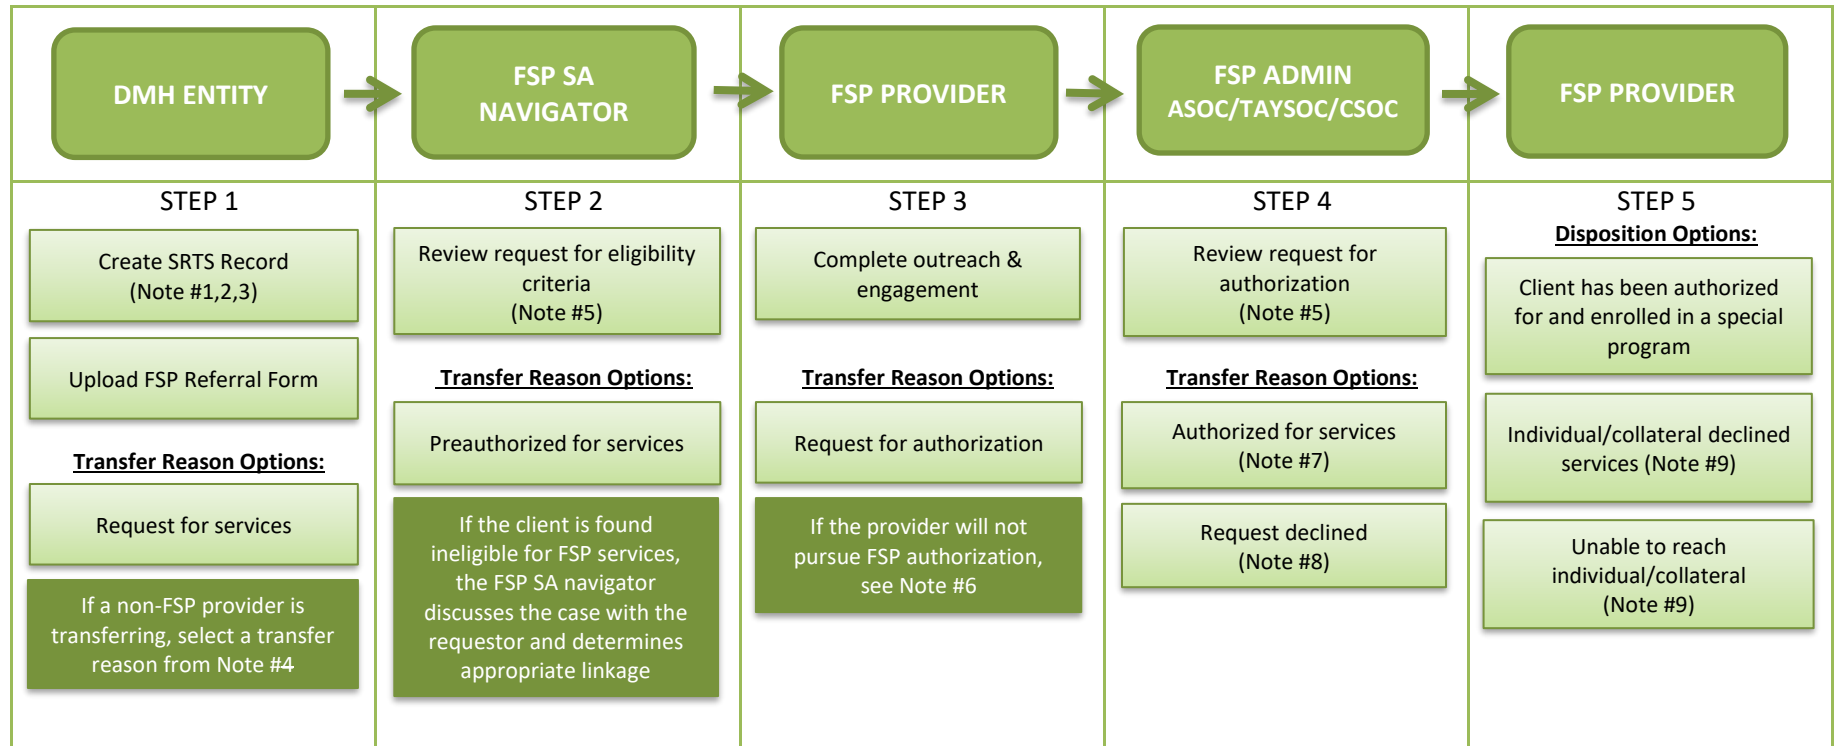 DMH ENTITY
FSP SA
NAVIGATOR
FSP PROVIDER
FSP ADMIN
ASOC/TAYSOC/CSOC
FSP PROVIDER
STEP 1
Create SRTS Record
(Note #1,2,3)
Upload FSP Referral Form
Transfer Reason Options:
Request for services
If a non-FSP provider is
transferring, select a transfer
reason from Note #4
STEP 2
Review request for eligibility
criteria
(Note #5)
Transfer Reason Options:
Preauthorized for services
If the client is found
ineligible for FSP services,
the FSP SA navigator
discusses the case with the
requestor and determines
appropriate linkage
STEP 3
Complete outreach &
engagement
Transfer Reason Options:
Request for authorization
If the provider will not
pursue FSP authorization,
see Note #6
STEP 4
Review request for
authorization
(Note #5)
Transfer Reason Options:
Authorized for services
(Note #7)
Request declined
(Note #8)
STEP 5
Disposition Options:
Client has been authorized
for and enrolled in a special
program
Individual/collateral declined
services (Note #9)
Unable to reach
individual/collateral
(Note #9)